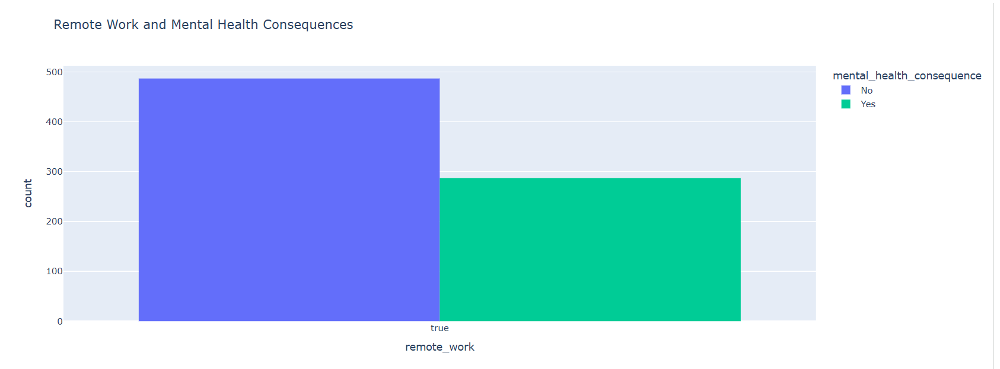 Remote Work and Mental Health Consequences
500
400
300
200
100
0
count
true
remote_work
mental_health_consequence
No
Yes